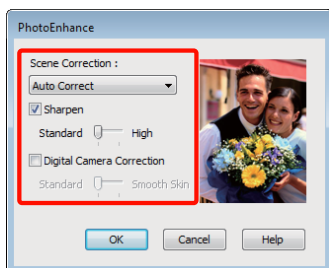 PhotoEnhance
Scene Correction :
Auto Correct
Sharpen
Standard High
Digital Camera Correction
Standard Smooth Skin
OK Cancel Help